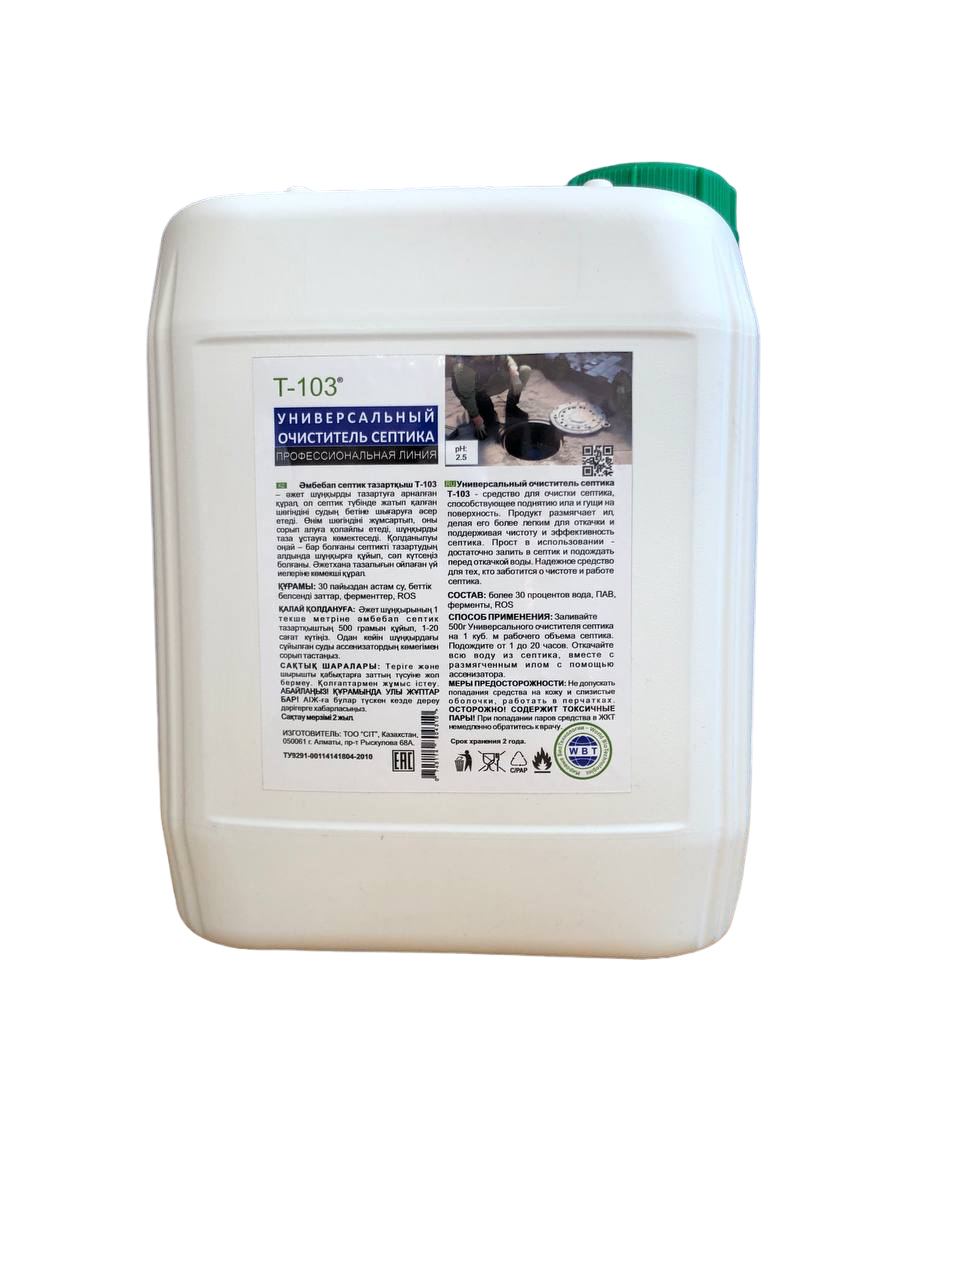 T-103®
УНИВЕРСАЛЬНЫЙ
ОЧИСТИТЕЛЬ СЕПТИКА
ПРОФЕССИОНАЛЬНАЯ ЛИНИЯ
pH:
2.5
KZ Әмбебап септик тазартқыш Т-103
– әжет шұңқырды тазартуға арналған
құрал, ол септик түбінде жатып қалған
шөгіндіні судың бетіне шығаруға әсер
етеді. Өнім шөгіндіні жұмсартып, оны
сорып алуға қолайлы етеді, шұңқырды
таза ұстауға көмектеседі. Қолданылуы
оңай – бар болғаны септикті тазартудың
алдында шұңқырға құйып, сәл күтсеңіз
болғаны. Әжетхана тазалығын ойлаған үй
иелеріне көмекші құрал.
ҚҰРАМЫ: 30 пайыздан астам су, беттік
белсенді заттар, ферменттер, ROS
ҚАЛАЙ ҚОЛДАНУҒА: Әжет шұңқырының 1
текше метріне әмбебап септик
тазартқыштың 500 грамын құйып, 1-20
сағат күтіңіз. Одан кейін шұңқырдағы
сұйылған суды ассенизатордың көмегімен
сорып тастаңыз.
САҚТЫҚ ШАРАЛАРЫ: Теріге және
шырышты қабықтарға заттың түсуіне жол
бермеу. Қолғаптармен жұмыс істеу.
АБАЙЛАҢЫЗ! ҚҰРАМЫНДА УЛЫ ЖҰПТАР
БАР! АІЖ-ға булар түскен кезде дереу
дәрігерге хабарласыңыз.
Сақтау мерзімі 2 жыл.
ИЗГОТОВИТЕЛЬ: ТОО "CIT", Казахстан,
050061 г. Алматы, пр-т Рыскулова 68А.
ТУ9291-00114141804-2010
EAC
RU Универсальный очиститель септика
Т-103 - средство для очистки септика,
способствующее поднятию ила и гущи на
поверхность. Продукт размягчает ил,
делая его более легким для откачки и
поддерживая чистоту и эффективность
септика. Прост в использовании -
достаточно залить в септик и подождать
перед откачкой воды. Надежное средство
для тех, кто заботится о чистоте и работе
септика.
СОСТАВ: более 30 процентов вода, ПАВ,
ферменты, ROS
СПОСОБ ПРИМЕНЕНИЯ: Заливайте
500г Универсального очистителя септика
на 1 куб. м рабочего объема септика.
Подождите от 1 до 20 часов. Откачайте
всю воду из септика, вместе с
размягченным илом с помощью
ассенизатора.
МЕРЫ ПРЕДОСТОРОЖНОСТИ: Не допускать
попадания средства на кожу и слизистые
оболочки, работать в перчатках.
ОСТОРОЖНО! СОДЕРЖИТ ТОКСИЧНЫЕ
ПАРЫ! При попадании паров средства в ЖКТ
немедленно обратитесь к врачу.
Срок хранения 2 года.
C/PAP
WBT